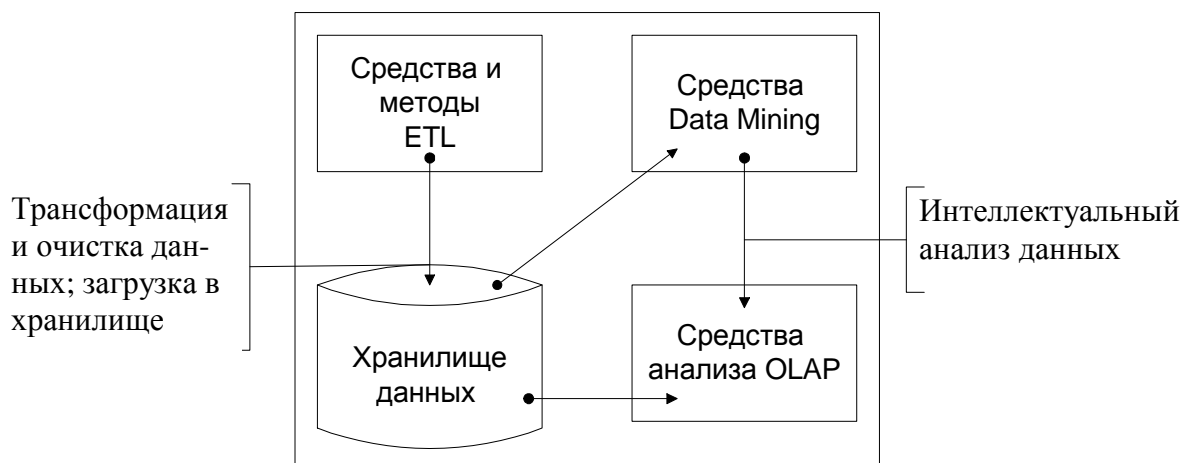 Средства и
методы
ETL
Средства
Data Mining
Трансформация
и очистка дан-
ных; загрузка в
хранилище
Интеллектуальный
анализ данных
Хранилище
данных
Средства
анализа OLAP